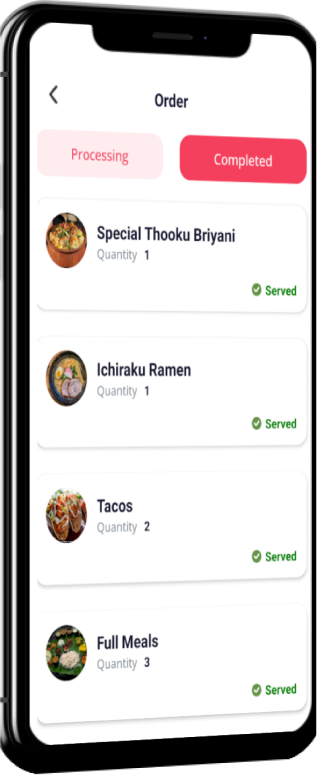 Order
Processing
Completed
Special Thooku Briyani
Quantity 1
Served
Ichiraku Ramen
Quantity 1
Served
Tacos
Quantity 2
Served
Full Meals
Quantity 3
Served